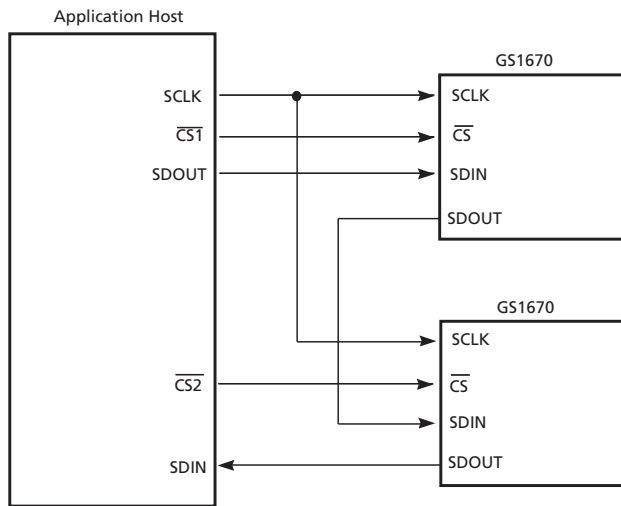 Application Host
SCLK
CS1
SDOUT
CS2
SDIN
GS1670
SCLK
CS
SDIN
SDOUT
GS1670
SCLK
CS
SDIN
SDOUT